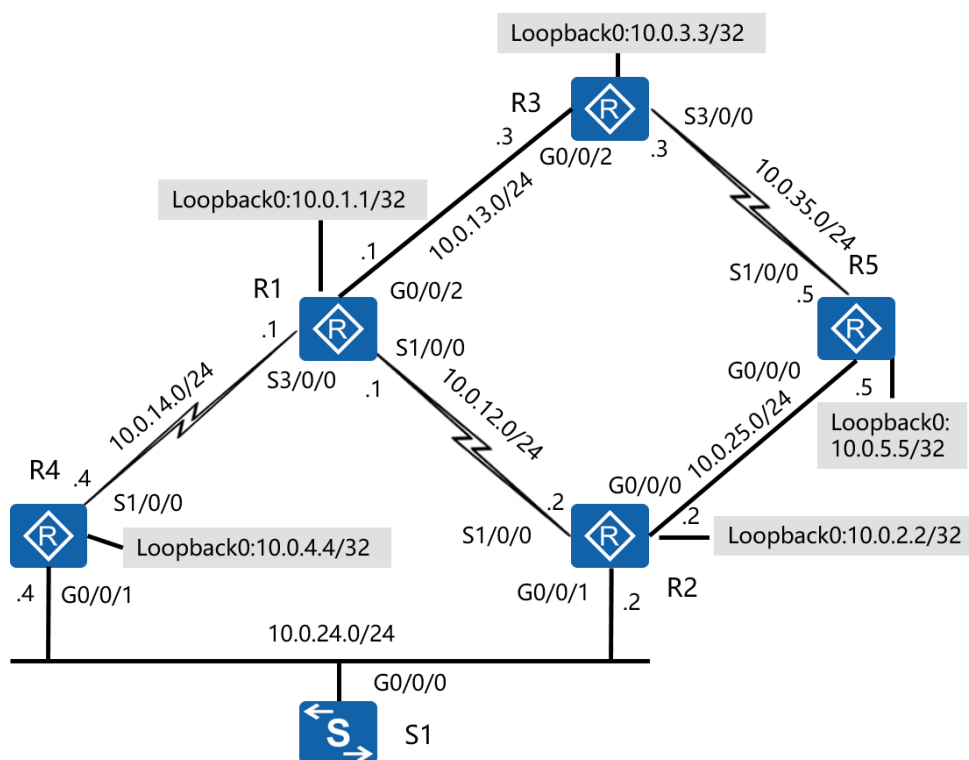 Loopback0:10.0.3.3/32
R3
S3/0/0
.3
G0/0/2
.3
10.0.35.0/24
10.0.13.0/24
Loopback0:10.0.1.1/32
.1
S1/0/0
R5
.5
R1
G0/0/2
.1
S1/0/0
S3/0/0
.1
G0/0/0
.5
10.0.14.0/24
10.0.12.0/24
10.0.25.0/24
Loopback0:
10.0.5.5/32
R4
.4
S1/0/0
G0/0/0
.2
.2
S1/0/0
Loopback0:10.0.2.2/32
Loopback0:10.0.4.4/32
.4
G0/0/1
G0/0/1
.2
R2
10.0.24.0/24
G0/0/0
S
S1
R
R
R
R
R